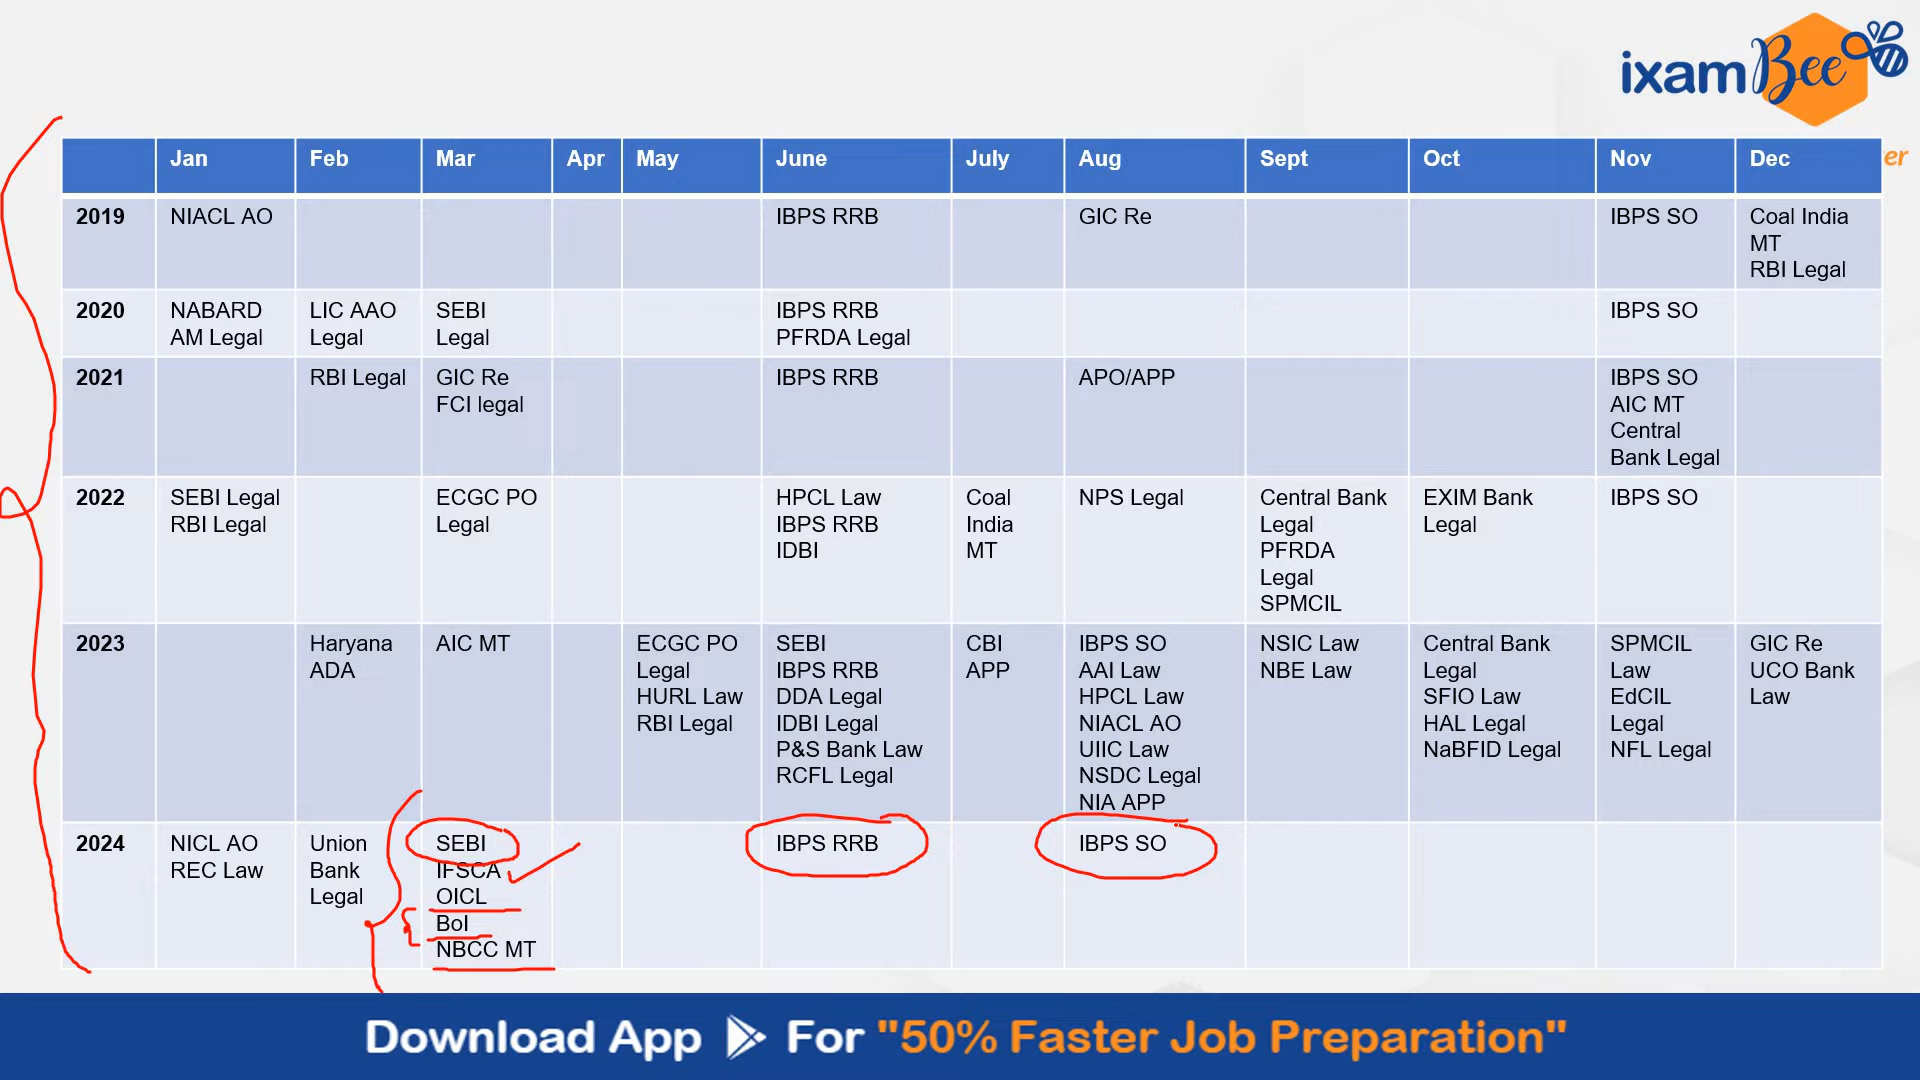 ixamBee
er
Jan Feb Mar Apr May June July Aug Sept Oct Nov Dec
2019 NIACL AO IBPS RRB GIC Re IBPS SO Coal India
MT
RBI Legal
2020 NABARD LIC AAO SEBI IBPS RRB IBPS SO
AM Legal Legal Legal PFRDA Legal
2021 RBI Legal GIC Re IBPS RRB APO/APP IBPS SO
FCI legal AIC MT
Central
Bank Legal
2022 SEBI Legal ECGC PO HPCL Law Coal NPS Legal Central Bank EXIM Bank IBPS SO
RBI Legal Legal IBPS RRB India Legal Legal
IDBI MT PFRDA
Legal
SPMCIL
2023 Haryana AIC MT ECGC PO SEBI CBI IBPS SO NSIC Law Central Bank SPMCIL GIC Re
ADA Legal IBPS RRB APP AAI Law NBE Law Legal Law UCO Bank
HURL Law DDA Legal HPCL Law SFIO Law EdCIL Law
RBI Legal IDBI Legal NIACL AO HAL Legal Legal
P&S Bank Law UIIC Law NaBFID Legal NFL Legal
RCFL Legal NSDC Legal
NIA APP
2024 NICL AO Union SEBI IBPS RRB IBPS SO
REC Law Bank IFSCA
Legal OICL
BoI
NBCC MT
Download App For "50% Faster Job Preparation"